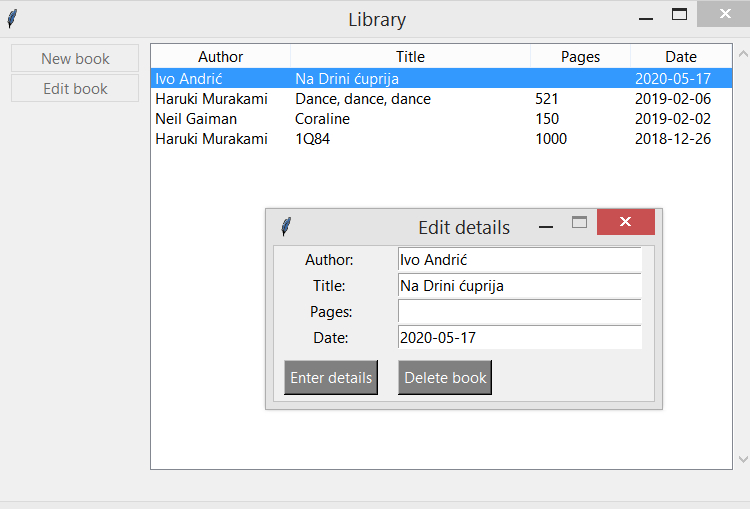 Library
New book
Edit book
Author Title Pages Date
Ivo Andrić Na Drini ćuprija 2020-05-17
Haruki Murakami Dance, dance, dance 521 2019-02-06
Neil Gaiman Coraline 150 2019-02-02
Haruki Murakami 1Q84 1000 2018-12-26
Edit details
Author: Ivo Andrić
Title: Na Drini ćuprija
Pages:
Date: 2020-05-17
Enter details Delete book